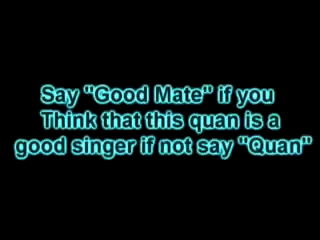 Say "Good Mate" if you
Think that this quan is a
good singer if not say "Quan"